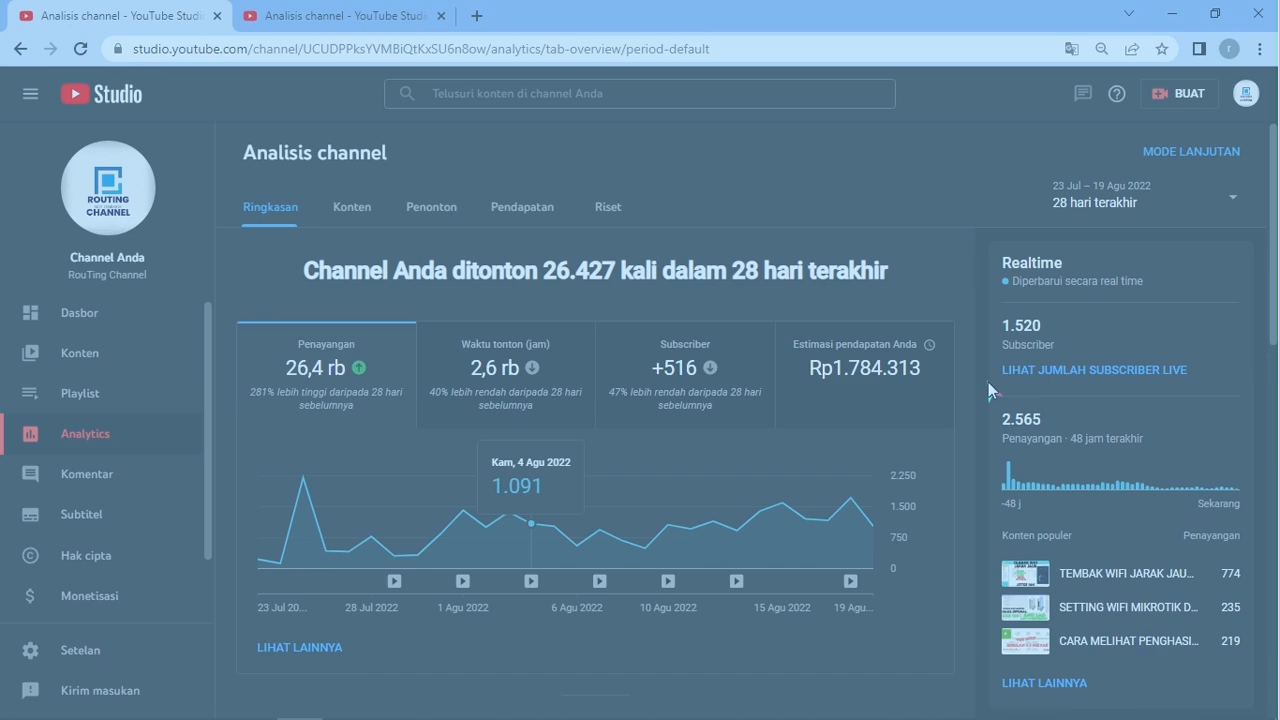 Analisis channel - YouTube Studi
Analisis channel - YouTube Studi
studio.youtube.com/channel/UCUDPPksYVMBiQtKxSU6n8ow/analytics/tab-overview/period-default
r
Studio
Telusuri konten di channel Anda
BUAT
ROUTING
CHANNEL
Channel Anda
RouTing Channel
Dasbor
Konten
Playlist
Analytics
Komentar
Subtitel
Hak cipta
Monetisasi
Setelan
Kirim masukan
Analisis channel
MODE LANJUTAN
Ringkasan
Konten
Penonton
Pendapatan
Riset
23 Jul – 19 Agu 2022
28 hari terakhir
Channel Anda ditonton 26.427 kali dalam 28 hari terakhir
Penayangan
26,4 rb
281% lebih tinggi daripada 28 hari
sebelumnya
Waktu tonton (jam)
2,6 rb
40% lebih rendah daripada 28 hari
sebelumnya
Subscriber
+516
47% lebih rendah daripada 28 hari
sebelumnya
Estimasi pendapatan Anda
Rp1.784.313
Kam, 4 Agu 2022
1.091
2.250
1.500
750
0
23 Jul 20...
28 Jul 2022
1 Agu 2022
6 Agu 2022
10 Agu 2022
15 Agu 2022
19 Agu...
LIHAT LAINNYA
Realtime
Diperbarui secara real time
1.520
Subscriber
LIHAT JUMLAH SUBSCRIBER LIVE
2.565
Penayangan · 48 jam terakhir
-48 j
Sekarang
Konten populer
Penayangan
TEMBAK WIFI JARAK JAU...
774
SETTING WIFI MIKROTIK D...
235
CARA MELIHAT PENGHASI...
219
LIHAT LAINNYA